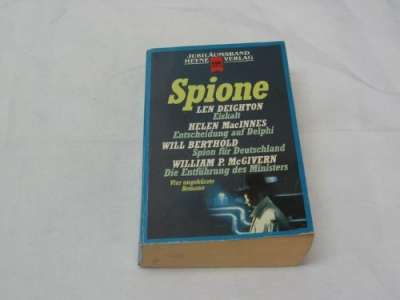 JUBILÄUMSBAND
HEYNE VERLAG
Spione
LEN DEIGHTON
Eiskalt
HELEN MacINNES
Entscheidung auf Delphi
WILL BERTHOLD
Spion für Deutschland
WILLIAM P. McGIVERN
Die Entführung des Ministers
Vier ungekürzte
Romane